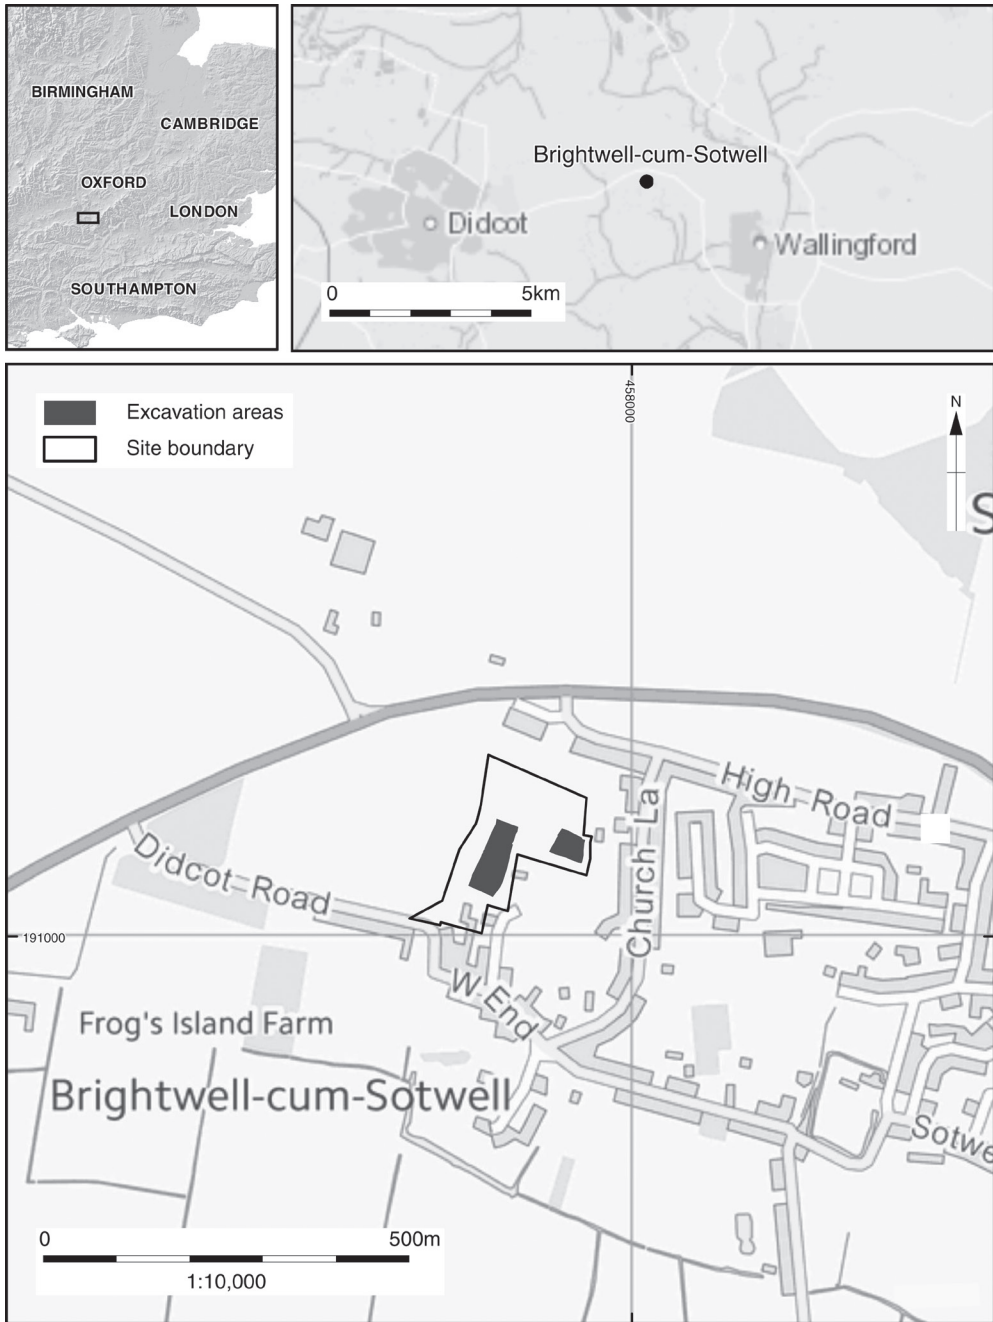 BIRMINGHAM
CAMBRIDGE
OXFORD
LONDON
SOUTHAMPTON
Brightwell-cum-Sotwell
Didcot
Wallingford
0 5km
Excavation areas
Site boundary
458000
N
S
High Road
Church La
Didcot Road
191000
W End
Frog's Island Farm
Brightwell-cum-Sotwell
Sotwe
0 500m
1:10,000